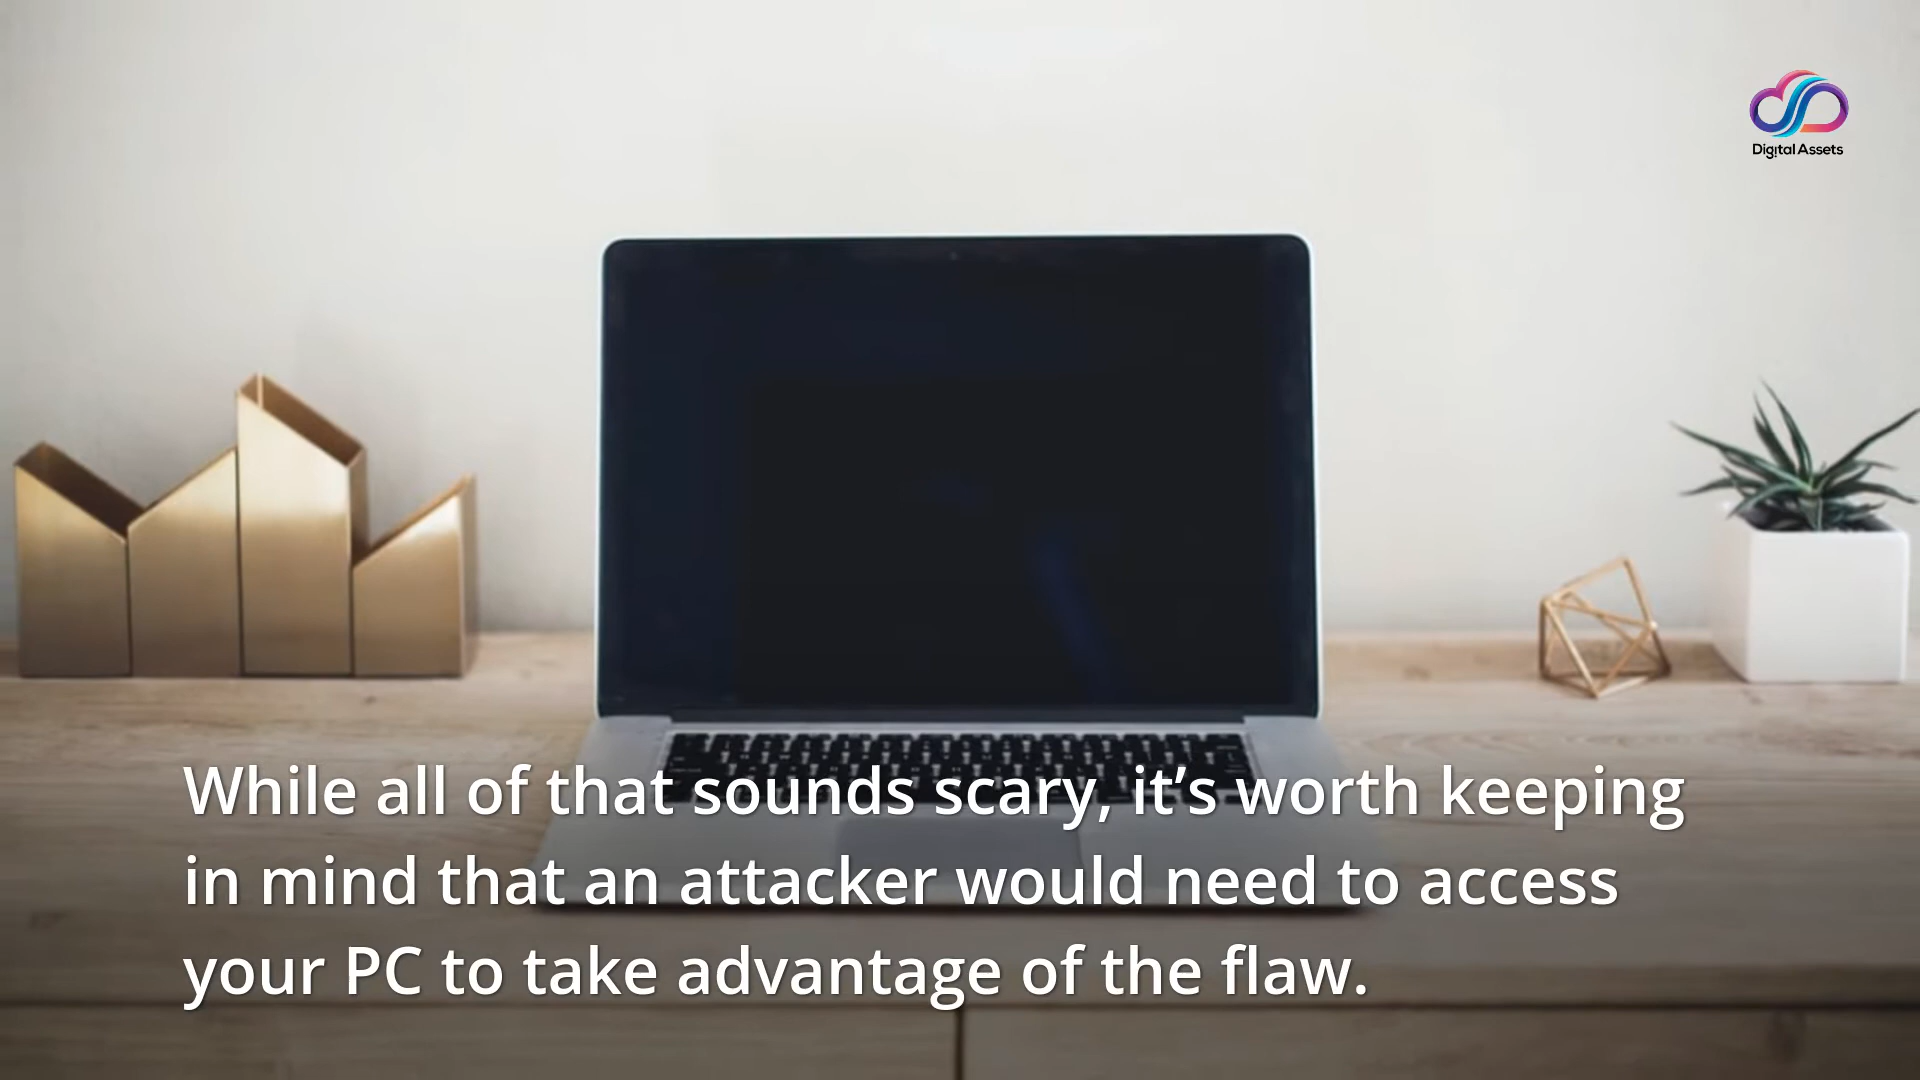 Digital Assets
While all of that sounds scary, it’s worth keeping
in mind that an attacker would need to access
your PC to take advantage of the flaw.